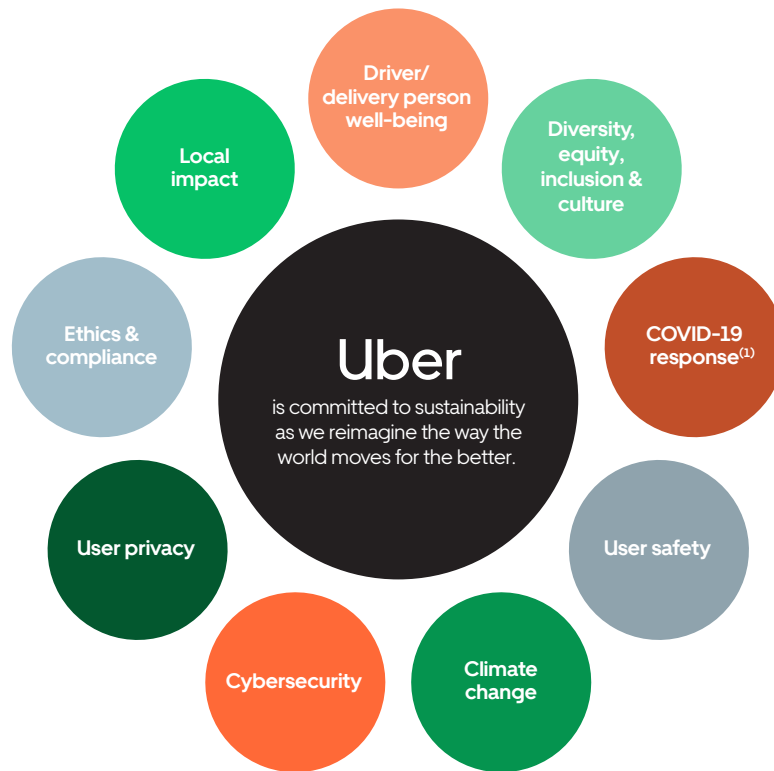 Driver/
delivery person
well-being
Diversity,
equity,
inclusion &
culture
Local
impact
COVID-19
response(1)
Ethics &
compliance
Uber
is committed to sustainability
as we reimagine the way the
world moves for the better.
User privacy
User safety
Cybersecurity
Climate
change